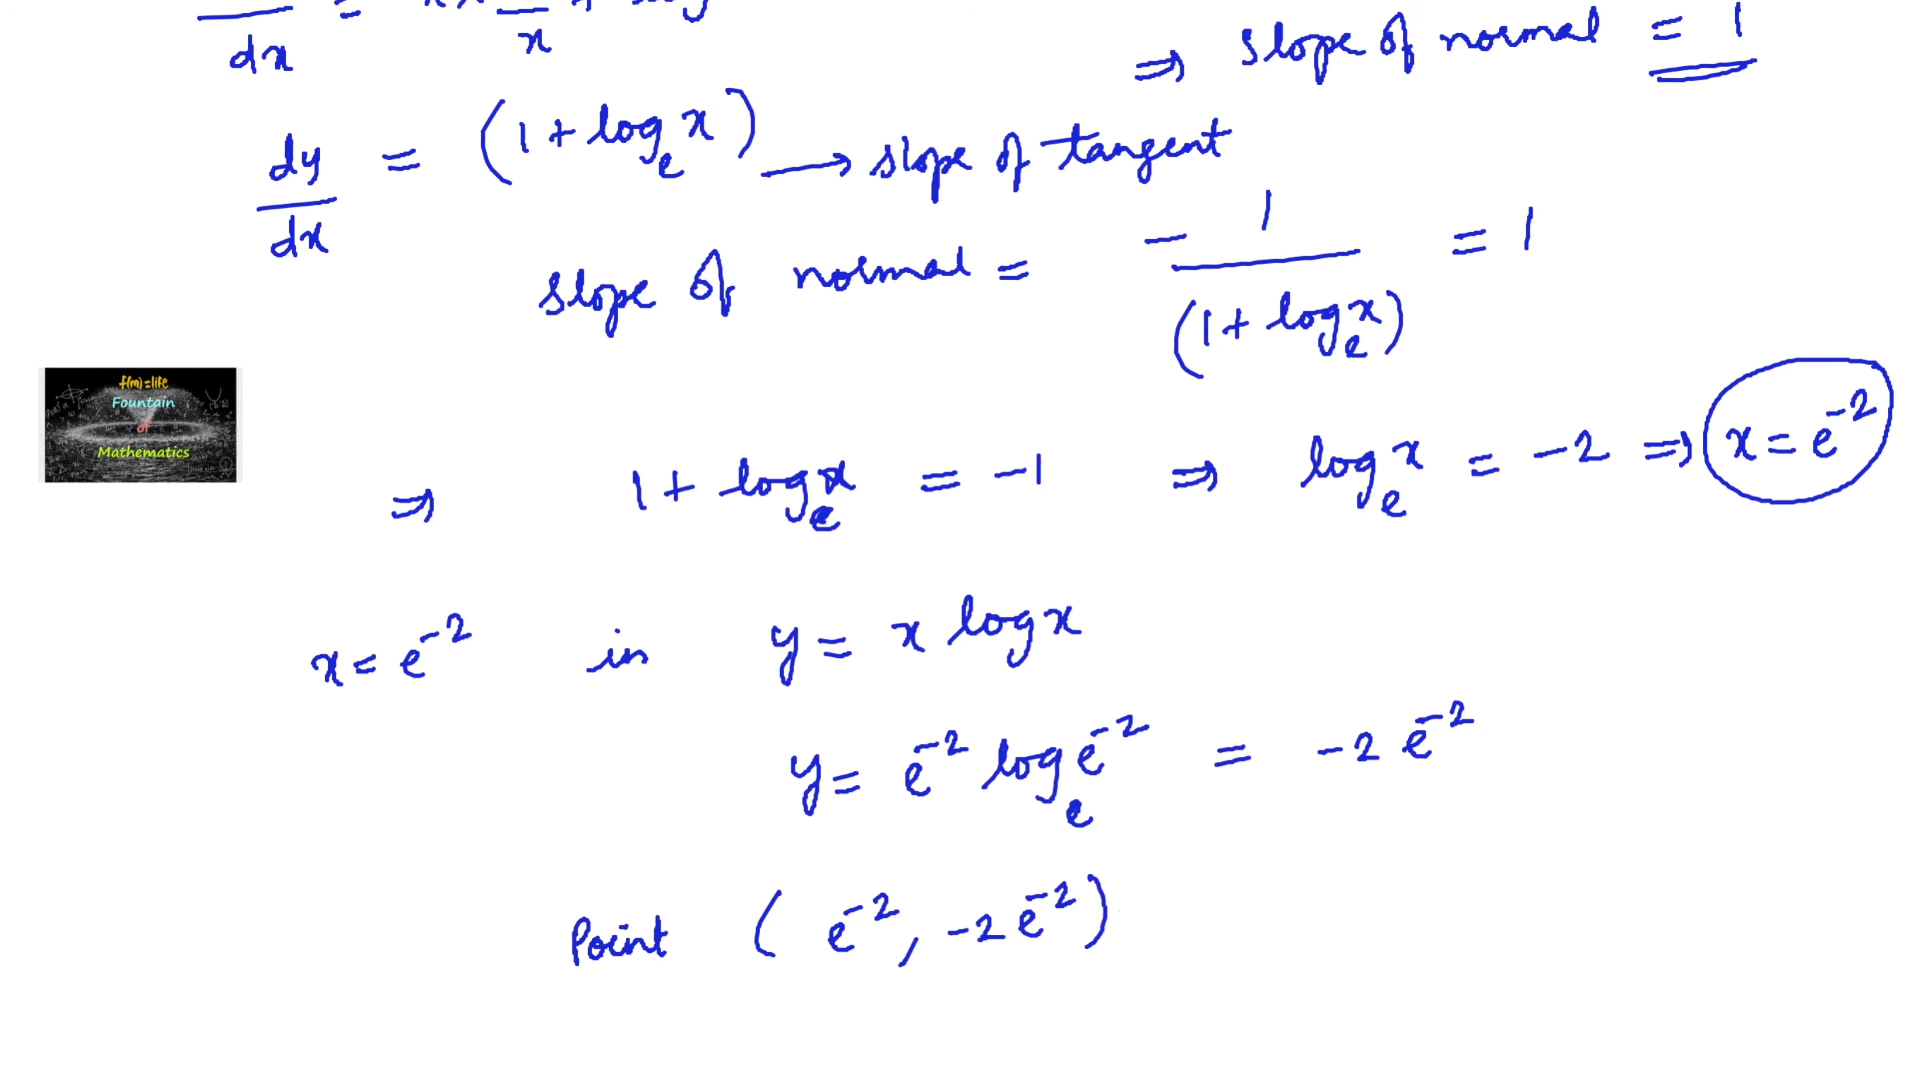 dx x
⇒ slope of normal = 1
dy/dx = (1 + logₑx) → slope of tangent
slope of normal = - 1/(1 + logₑx) = 1
f(m)=life
Fountain
of
Mathematics
⇒ 1 + logₑx = -1 ⇒ logₑx = -2 ⇒ x = e⁻²
x = e⁻² in y = x log x
y = e⁻² logₑe⁻² = -2 e⁻²
Point ( e⁻², -2 e⁻²)